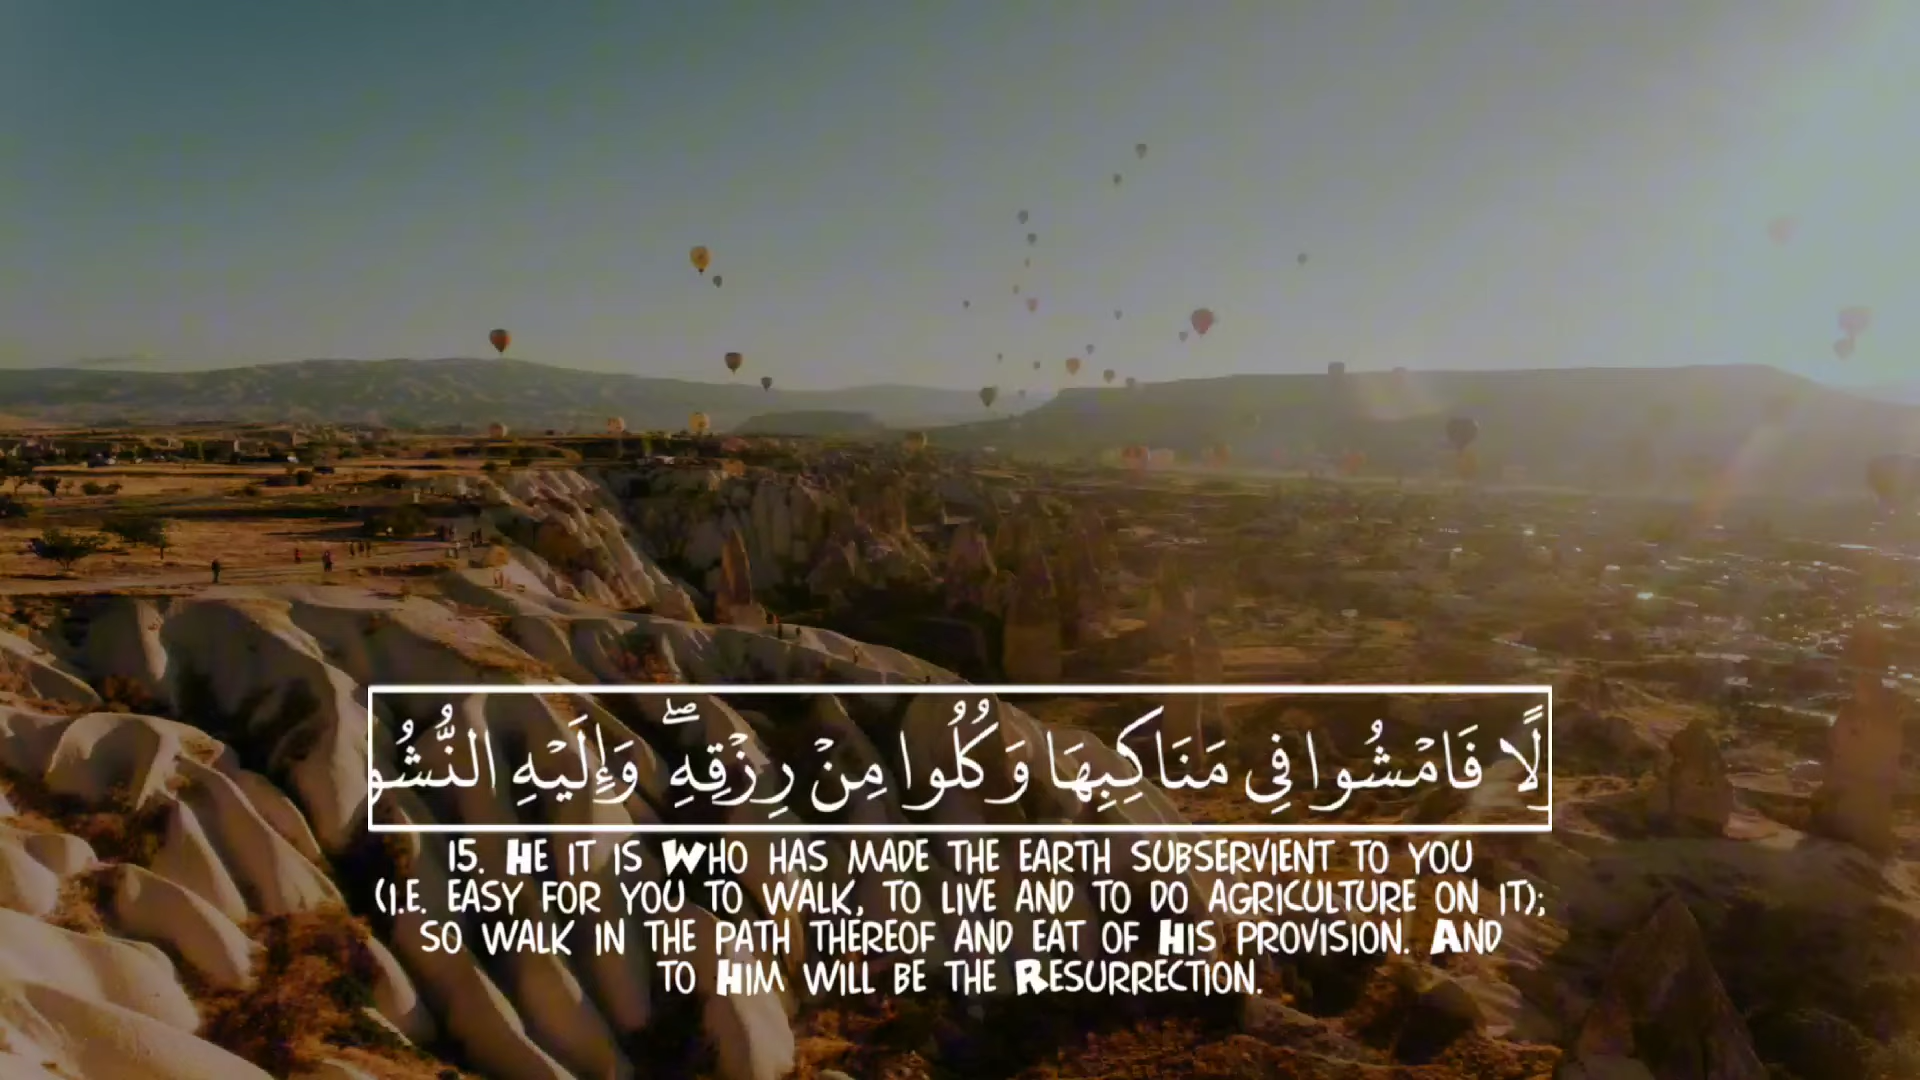 فَامْشُوا فِي مَنَاكِبِهَا وَكُلُوا مِنْ رِزْقِهِۖ وَإِلَيْهِ
15. He it is Who has made the earth subservient to you
(i.e. easy for you to walk, to live and to do agriculture on it);
so walk in the path thereof and eat of His provision. And
to Him will be the Resurrection.